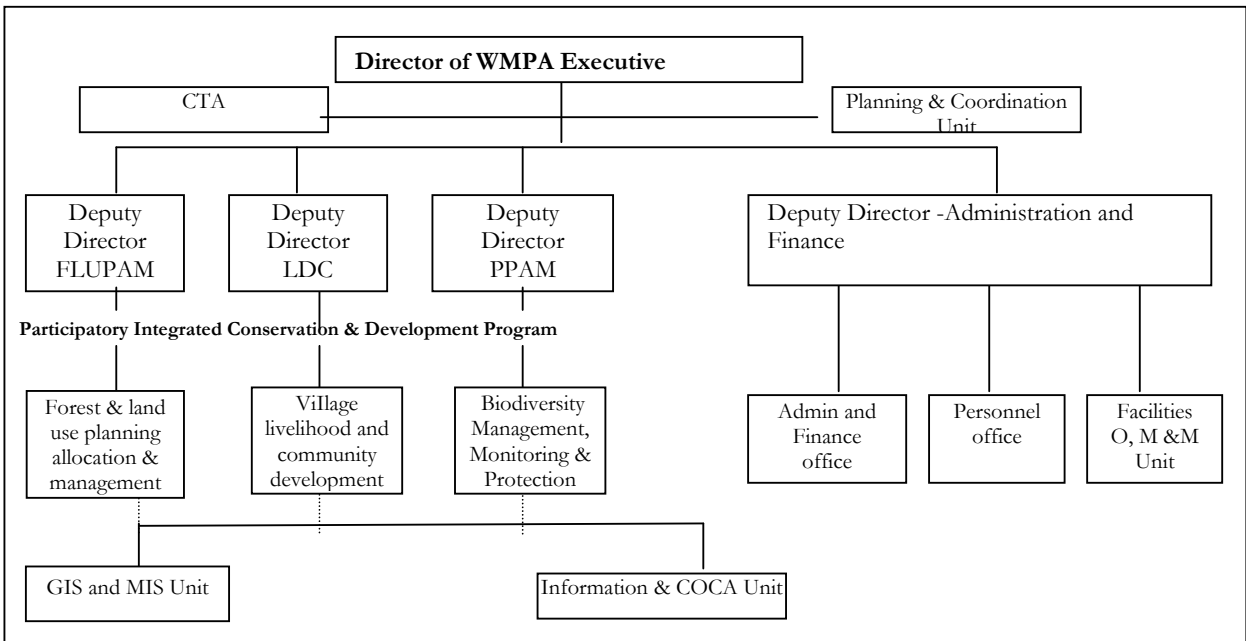 Director of WMPA Executive
CTA
Planning & Coordination
Unit
Deputy
Director
FLUPAM
Deputy
Director
LDC
Deputy
Director
PPAM
Deputy Director -Administration and
Finance
Participatory Integrated Conservation & Development Program
Forest & land
use planning
allocation &
management
Village
livelihood and
community
development
Biodiversity
Management,
Monitoring &
Protection
Admin and
Finance
office
Personnel
office
Facilities
O, M &M
Unit
GIS and MIS Unit
Information & COCA Unit